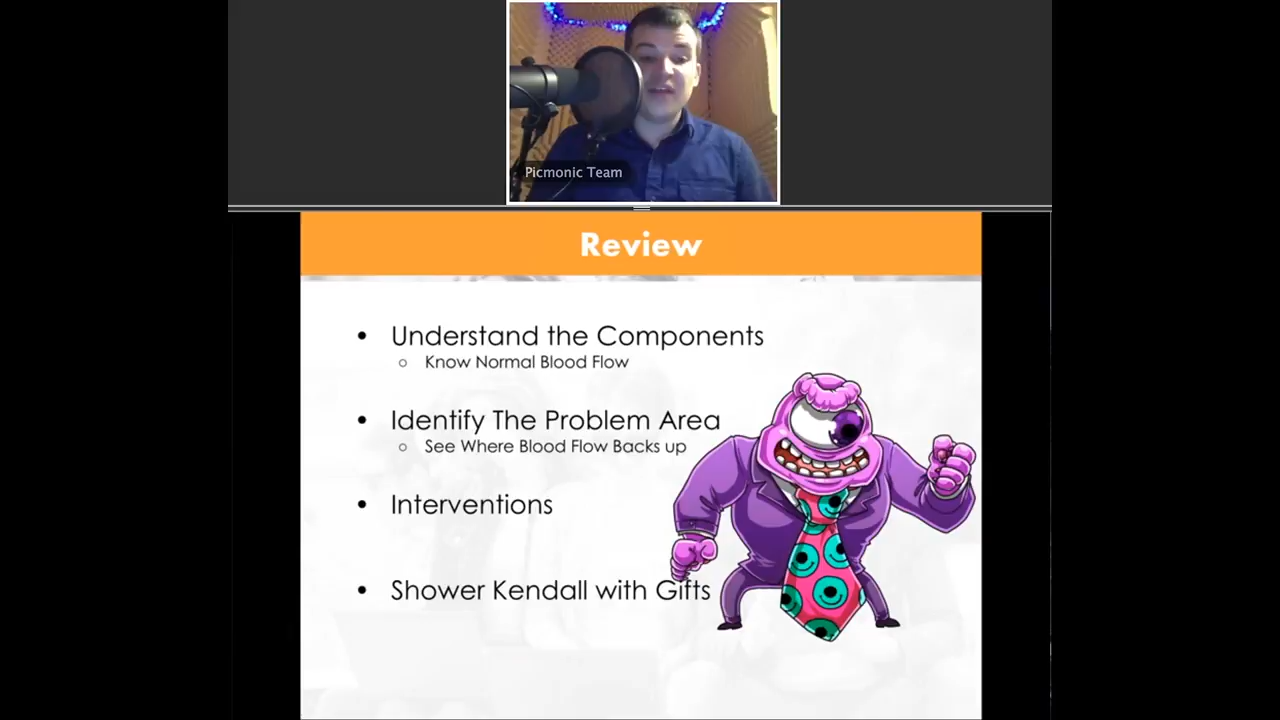 Picmonic Team
Review
• Understand the Components
○ Know Normal Blood Flow
• Identify The Problem Area
○ See Where Blood Flow Backs up
• Interventions
• Shower Kendall with Gifts